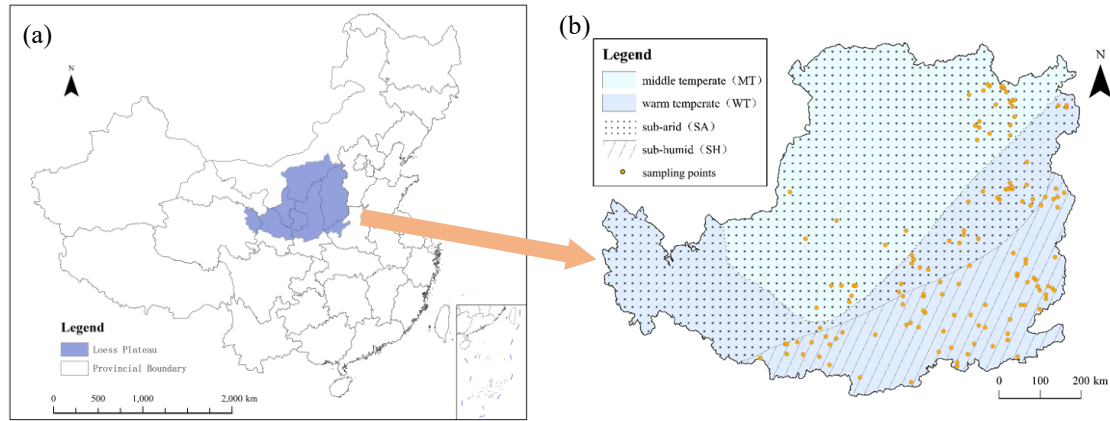 (a)
N
Legend
Loess Plateau
Provincial Boundary
0 500 1,000 2,000 km
(b)
Legend
middle temperate（MT）
warm temperate（WT）
sub-arid（SA）
sub-humid（SH）
sampling points
N
0 100 200 km